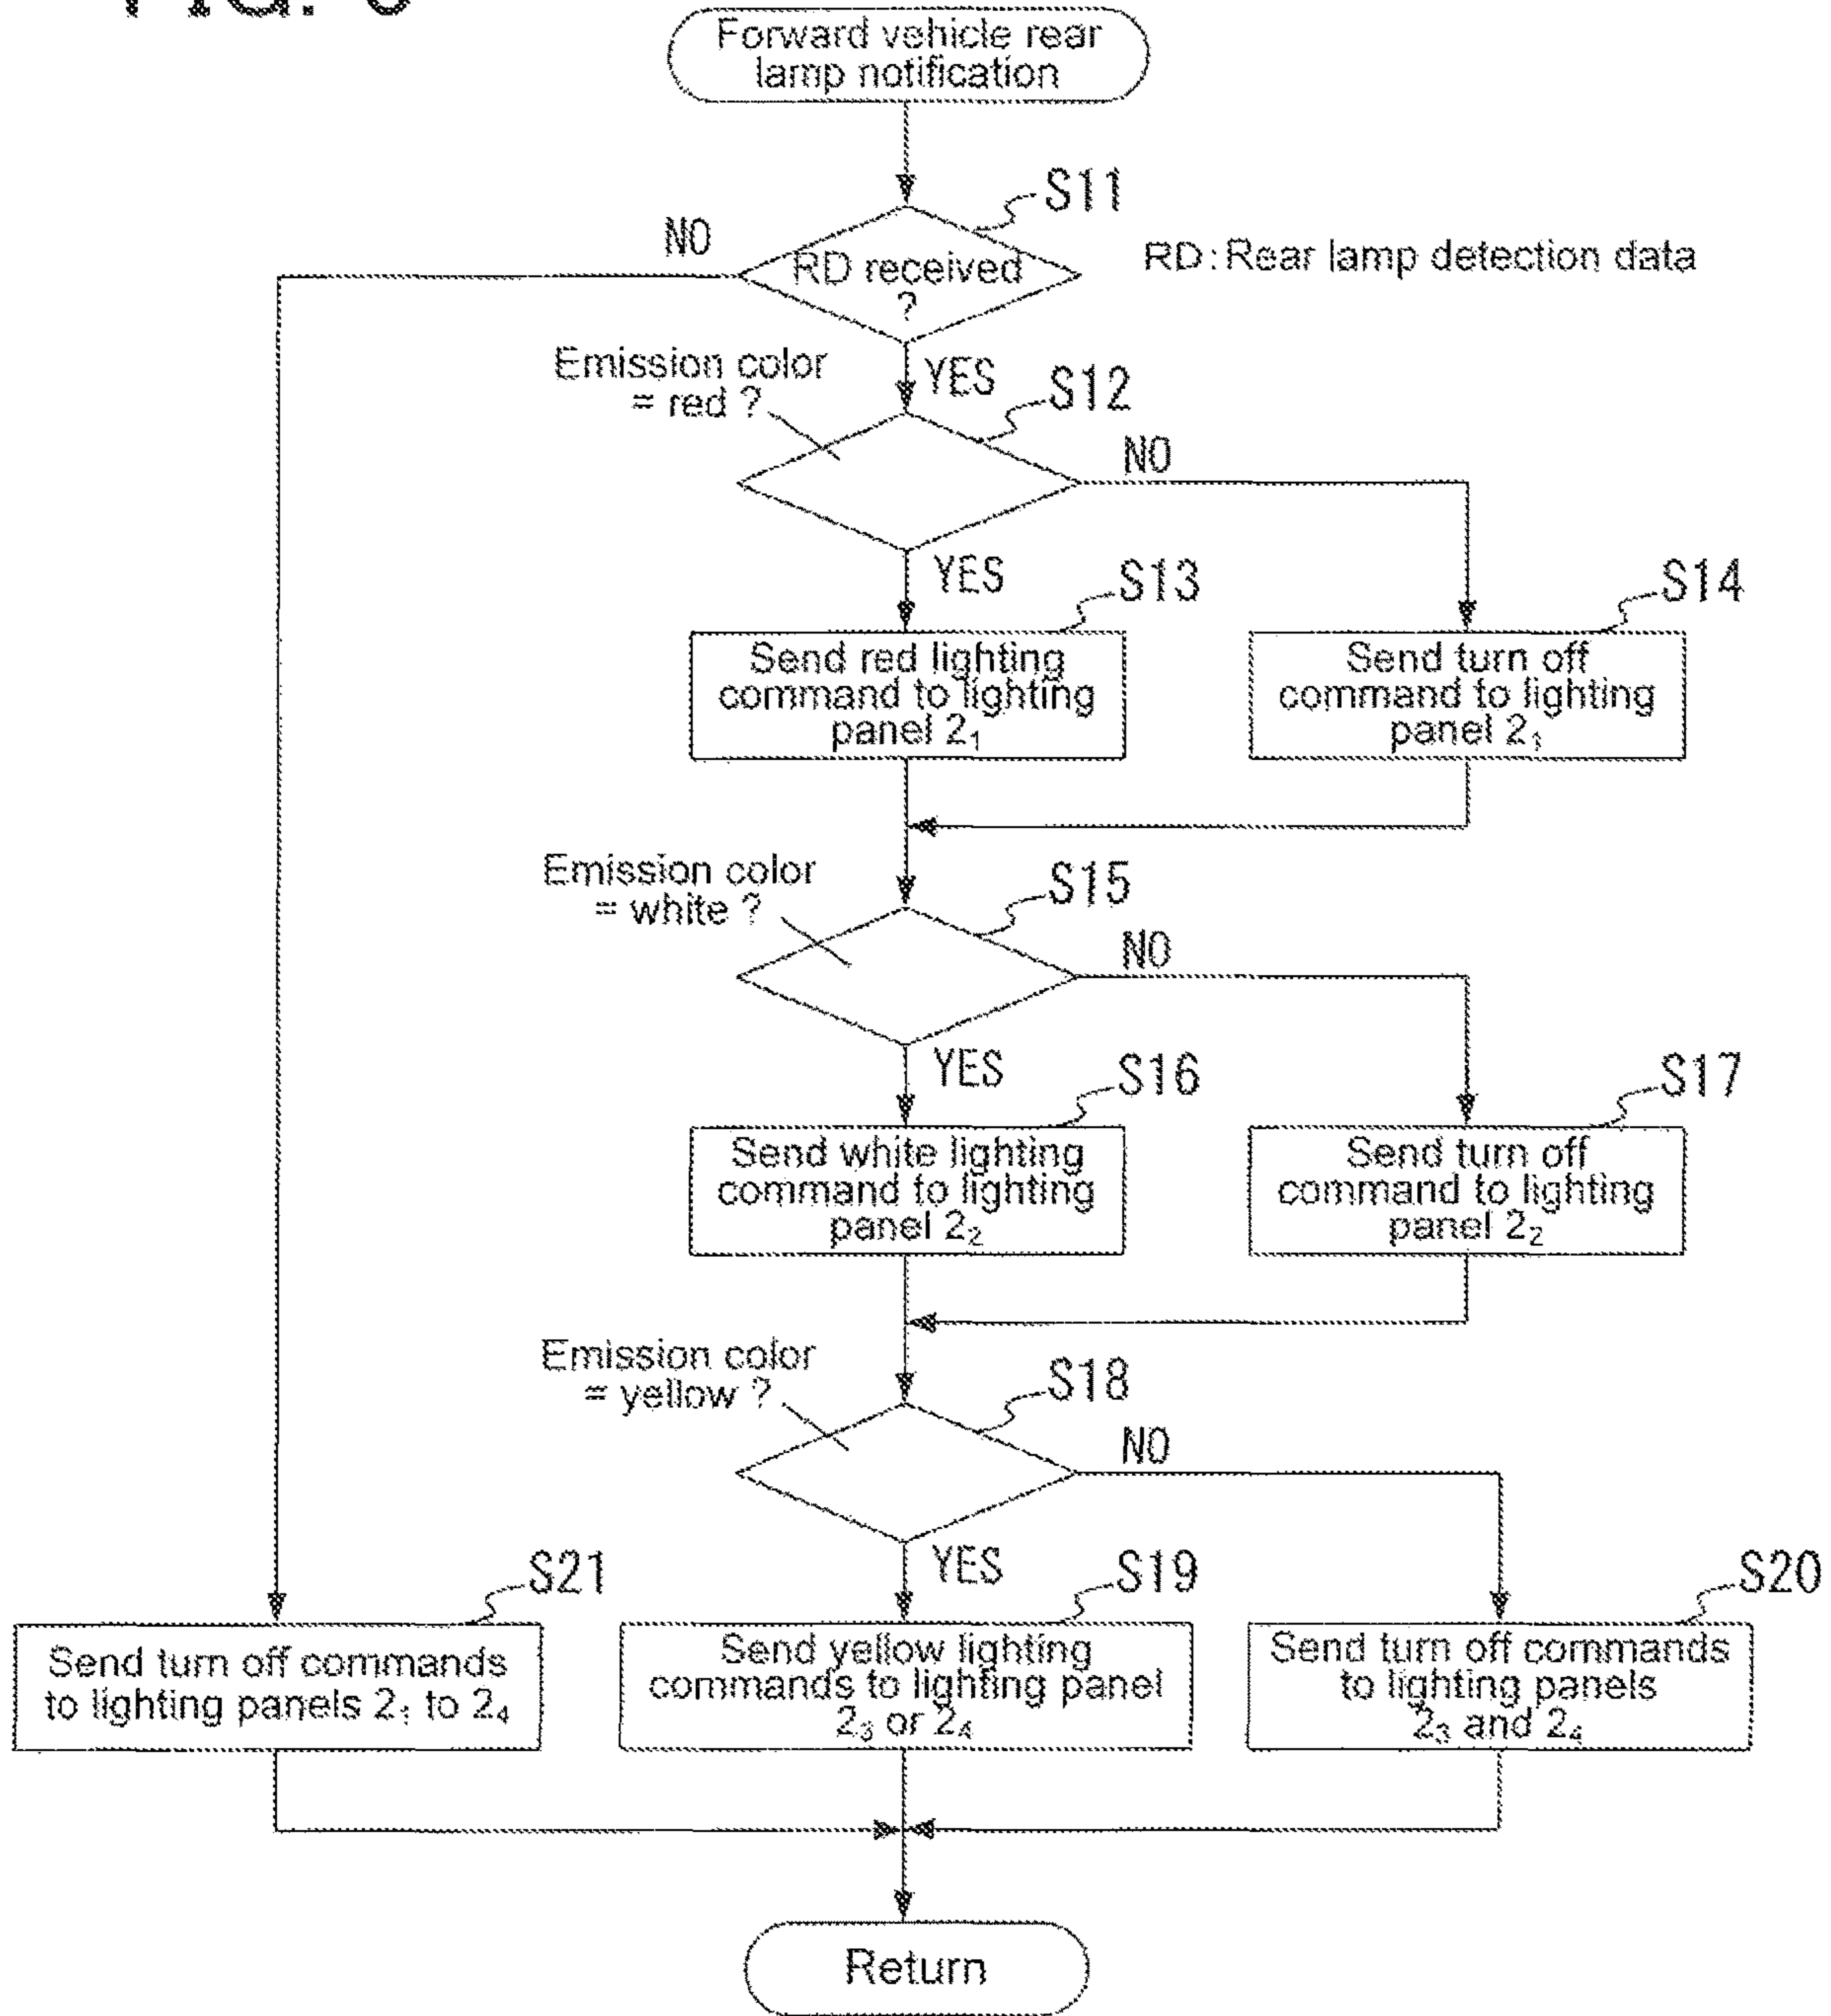 Forward vehicle rear
lamp notification
S11
NO
RD received
?
RD : Rear lamp detection data
Emission color
= red ?
YES
S12
NO
YES
S13
S14
Send red lighting
command to lighting
panel 2₁
Send turn off
command to lighting
panel 2₁
Emission color
= white ?
S15
NO
YES
S16
S17
Send white lighting
command to lighting
panel 2₂
Send turn off
command to lighting
panel 2₂
Emission color
= yellow ?
S18
NO
YES
S21
S19
S20
Send turn off commands
to lighting panels 2₁ to 2₄
Send yellow lighting
commands to lighting panel
2₃ or 2₄
Send turn off commands
to lighting panels
2₃ and 2₄
Return